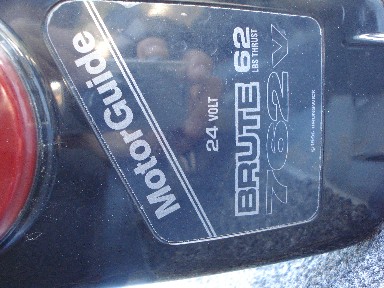 MotorGuide
24 VOLT
BRUTE 62
LBS THRUST
762V